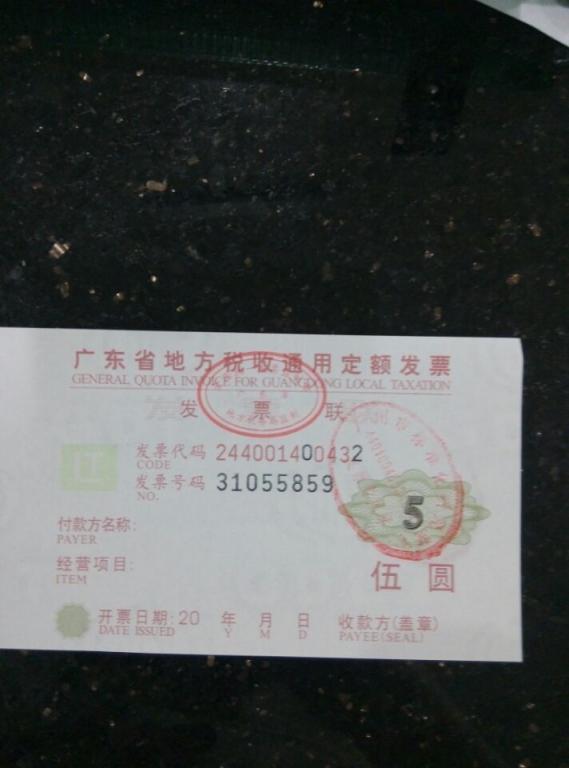 广东省地方税收通用定额发票
GENERAL QUOTA INVOICE FOR GUANGDONG LOCAL TAXATION
发票联
发票代码 244001400432
CODE
发票号码 31055859
NO.
5
付款方名称:
PAYER
经营项目:
ITEM
伍圆
开票日期:20 年 月 日 收款方(盖章)
DATE ISSUED Y M D PAYEE(SEAL)